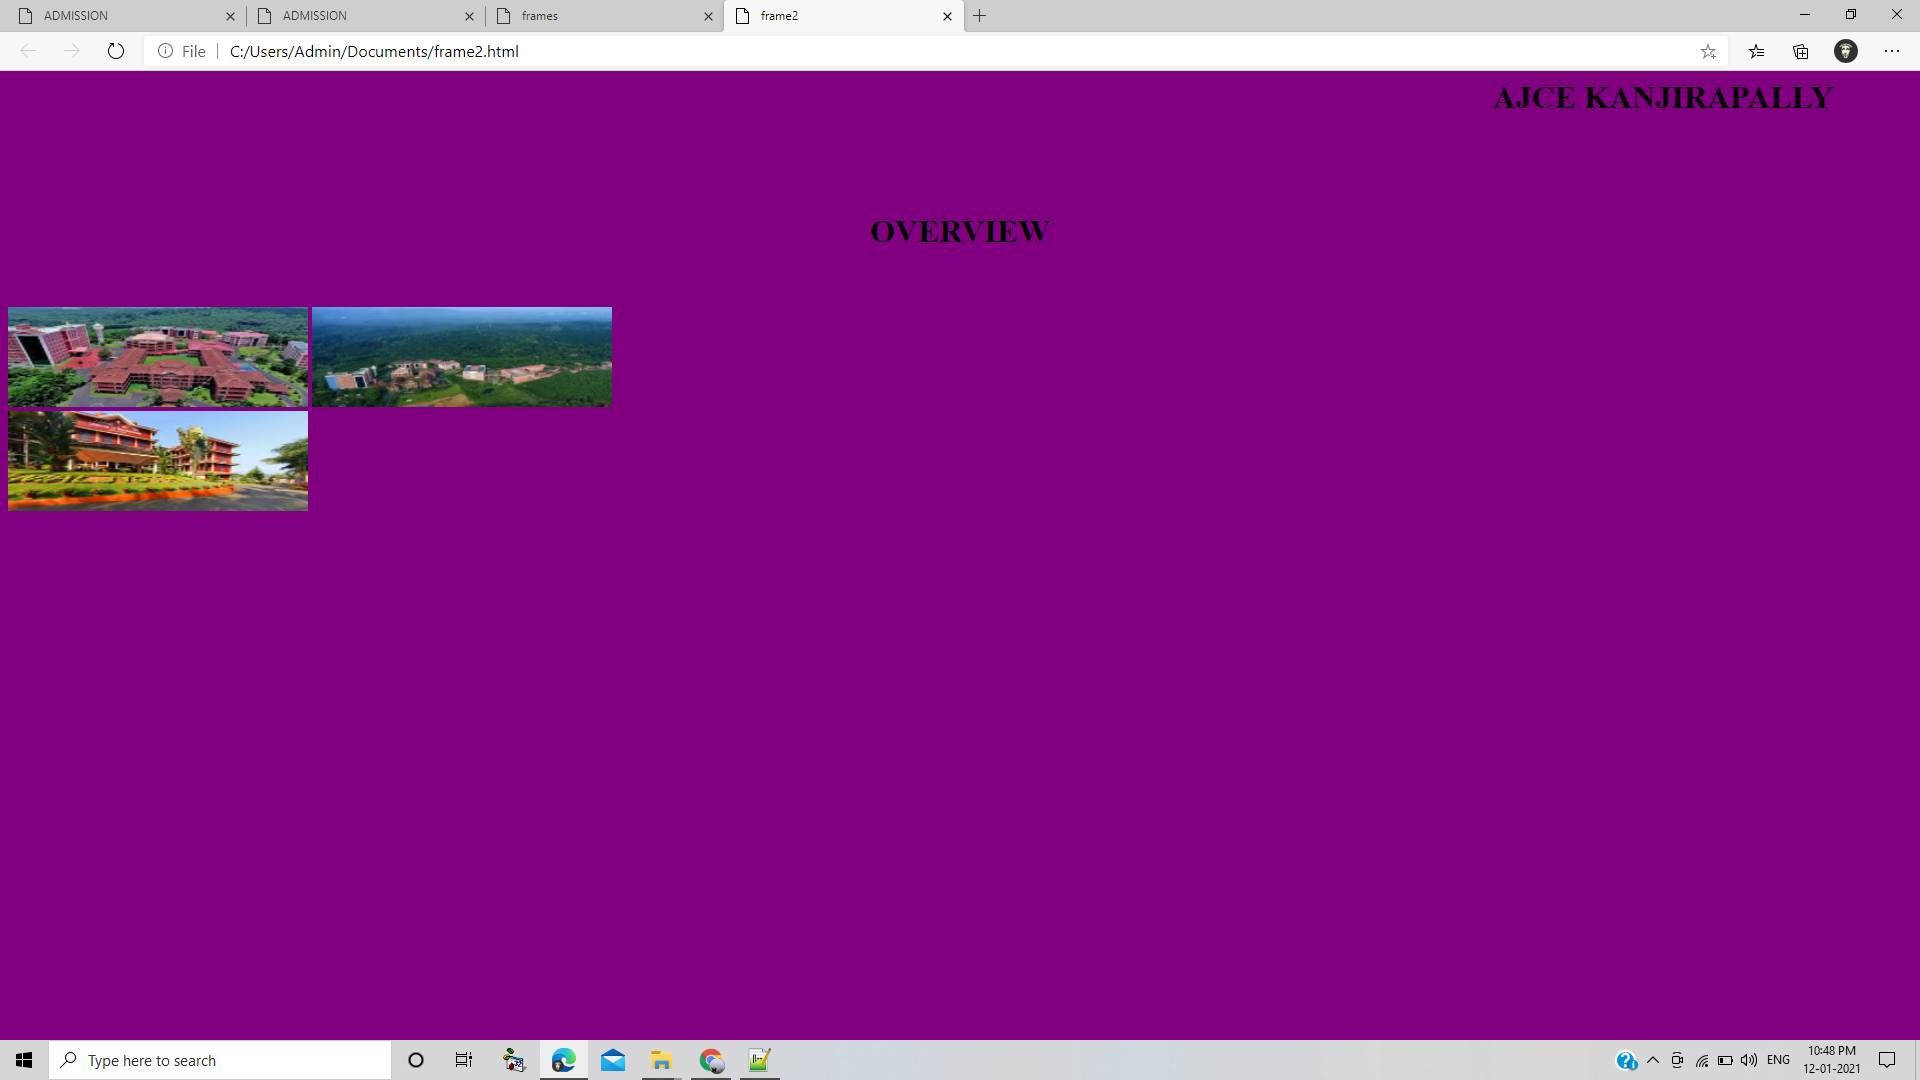 ADMISSION
ADMISSION
frames
frame2
File
C:/Users/Admin/Documents/frame2.html
AJCE KANJIRAPALLY
OVERVIEW
Type here to search
ENG
10:48 PM
12-01-2021